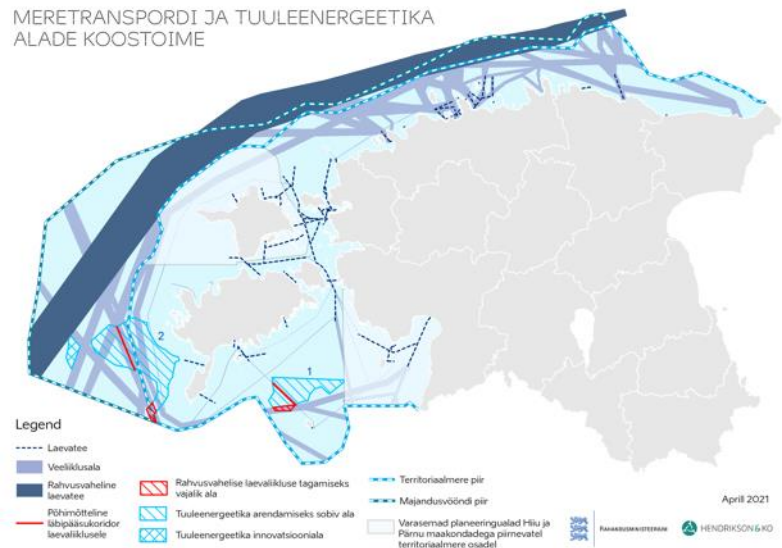 MERETRANSPORDI JA TUULEENERGEETIKA
ALADE KOOSTOIME
2
1
Legend
Laevatee
Veeliiklusala
Rahvusvaheline
laevatee
Põhimõtteline
läbipääsukoridor
laevaliiklusele
Rahvusvahelise laevaliikluse tagamiseks
vajalik ala
Tuuleenergeetika arendamiseks sobiv ala
Tuuleenergeetika innovatsiooniala
Territoriaalmere piir
Majandusvööndi piir
Varasemad planeeringualad Hiiu ja
Pärnu maakondadega piirnevatel
territoriaalmere osadel
Aprill 2021
RAHANDUSMINISTEERIUM
HENDRIKSON&KO